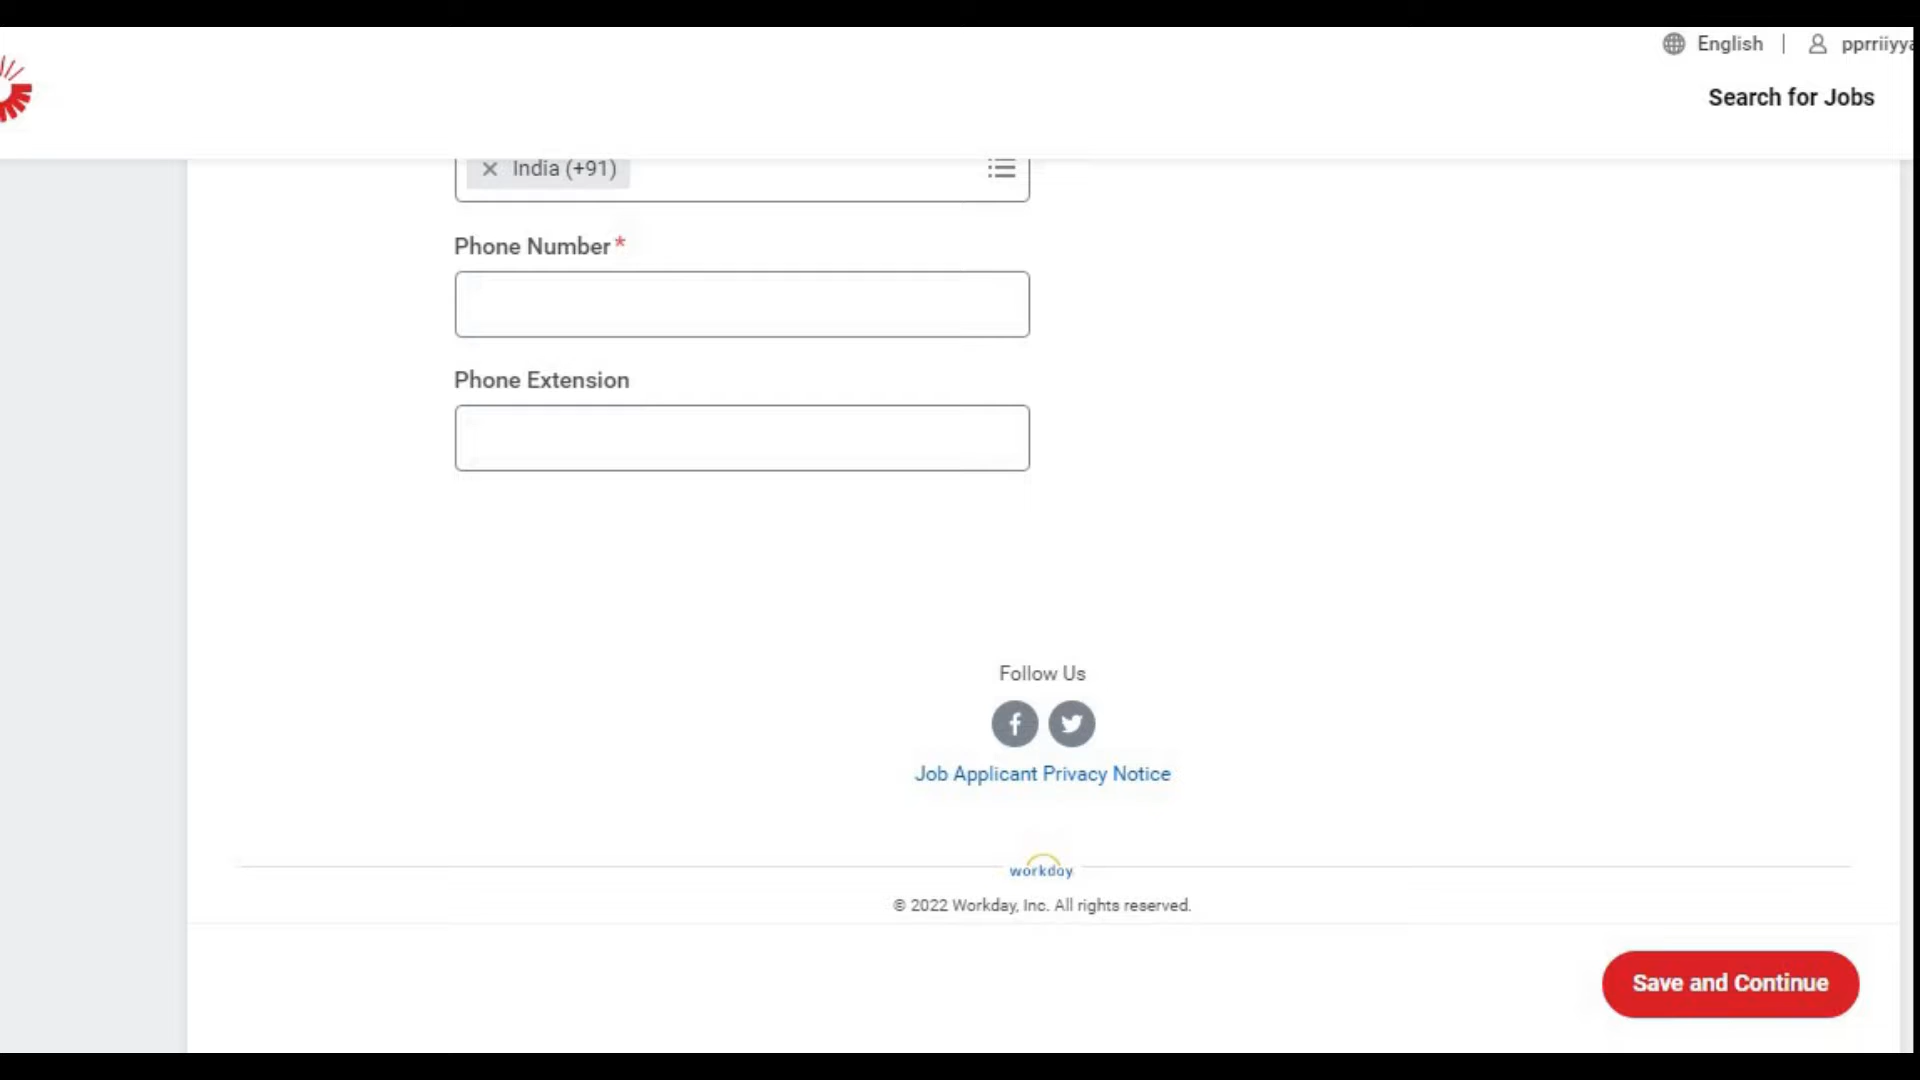 English | 
Search for Jobs
× India (+91)
Phone Number*
Phone Extension
Follow Us
Job Applicant Privacy Notice
workday.
© 2022 Workday, Inc. All rights reserved.
Save and Continue